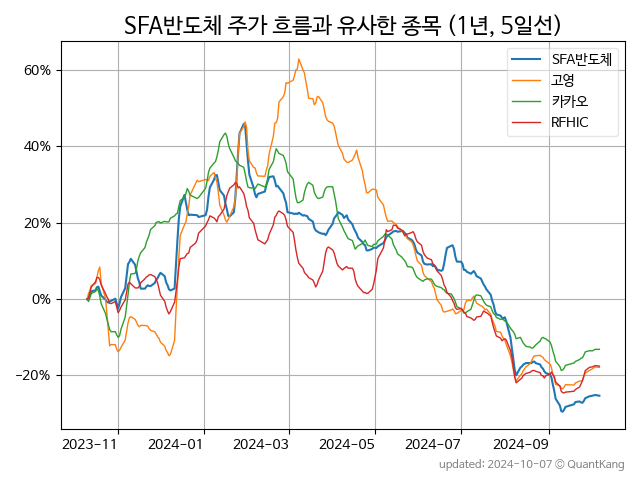 SFA반도체 주가 흐름과 유사한 종목 (1년, 5일선)
SFA반도체
고영
카카오
RFHIC
60%
40%
20%
0%
−20%
2023-11
2024-01
2024-03
2024-05
2024-07
2024-09
updated: 2024-10-07 © QuantKang